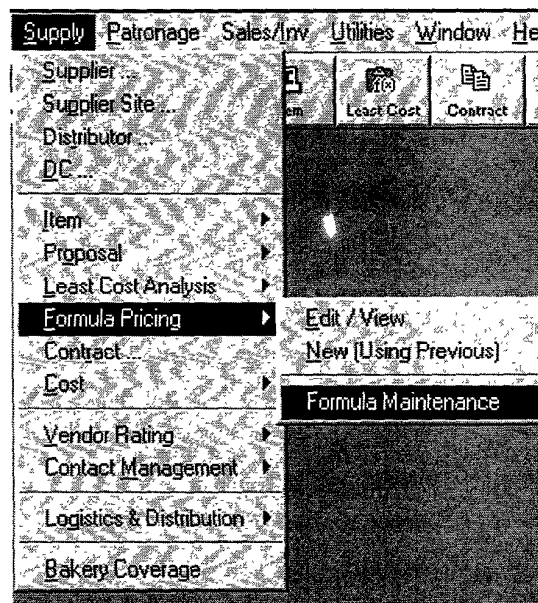 Supply Patronage Sales/Inv Utilities Window He
Supplier ...
Supplier Site ...
Distributor ...
DC ...
em Least Cost Contract
Item
Proposal
Least Cost Analysis
Formula Pricing
Edit / View
New (Using Previous)
Contract ...
Cost
Formula Maintenance
Vendor Rating
Contact Management
Logistics & Distribution
Bakery Coverage